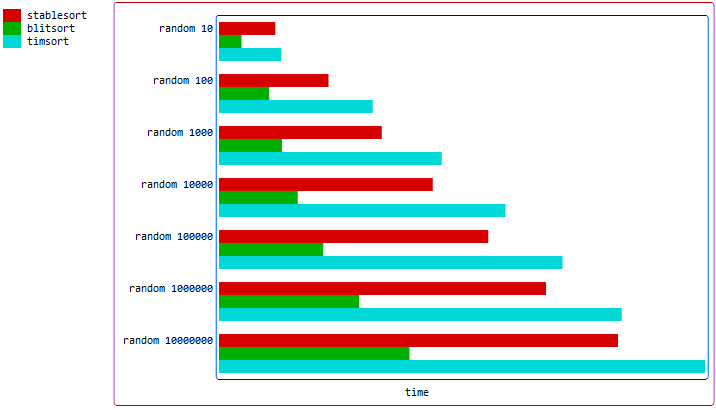 stablesort
blitsort
timsort
random 10
random 100
random 1000
random 10000
random 100000
random 1000000
random 10000000
time